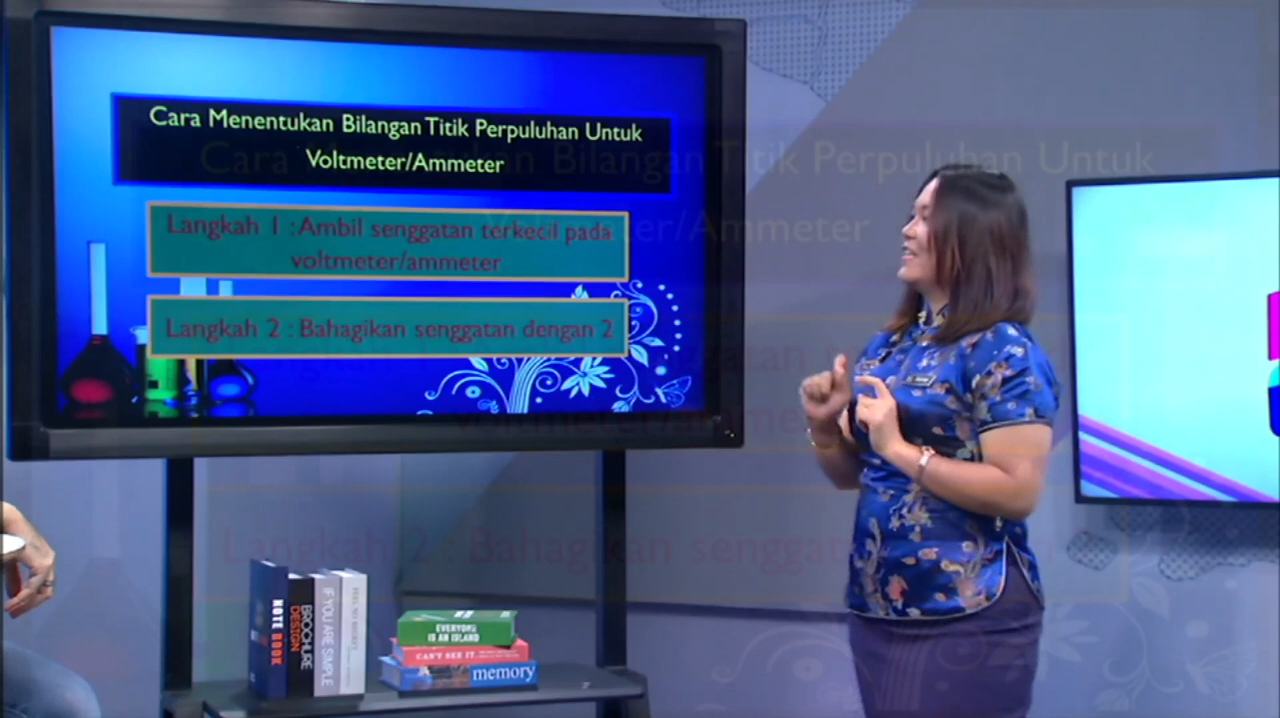 Cara Menentukan Bilangan Titik Perpuluhan Untuk
Voltmeter/Ammeter
Langkah 1 : Ambil senggatan terkecil pada
voltmeter/ammeter
Langkah 2 : Bahagikan senggatan dengan 2
NOTE BOOK
BROCHURE
DESIGN
IF YOU ARE SIMPLE
EVERYONE
IS AN ISLAND
CAN'T SEE IT
memory